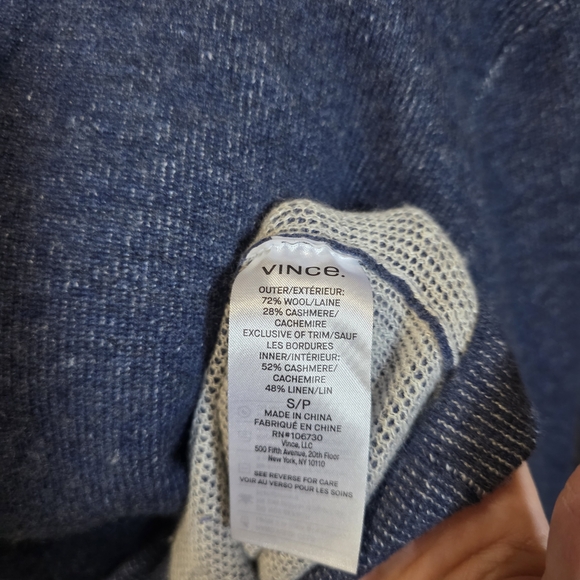 VINCe.
OUTER/EXTÉRIEUR:
72% WOOL/LAINE
28% CASHMERE/
CACHEMIRE
EXCLUSIVE OF TRIM/SAUF
LES BORDURES
INNER/INTÉRIEUR:
52% CASHMERE/
CACHEMIRE
48% LINEN/LIN
S/P
MADE IN CHINA
FABRIQUÉ EN CHINE
RN#106730
Vince, LLC
500 Fifth Avenue, 20th Floor
New York, NY 10110
SEE REVERSE FOR CARE
VOIR AU VERSO POUR LES SOINS